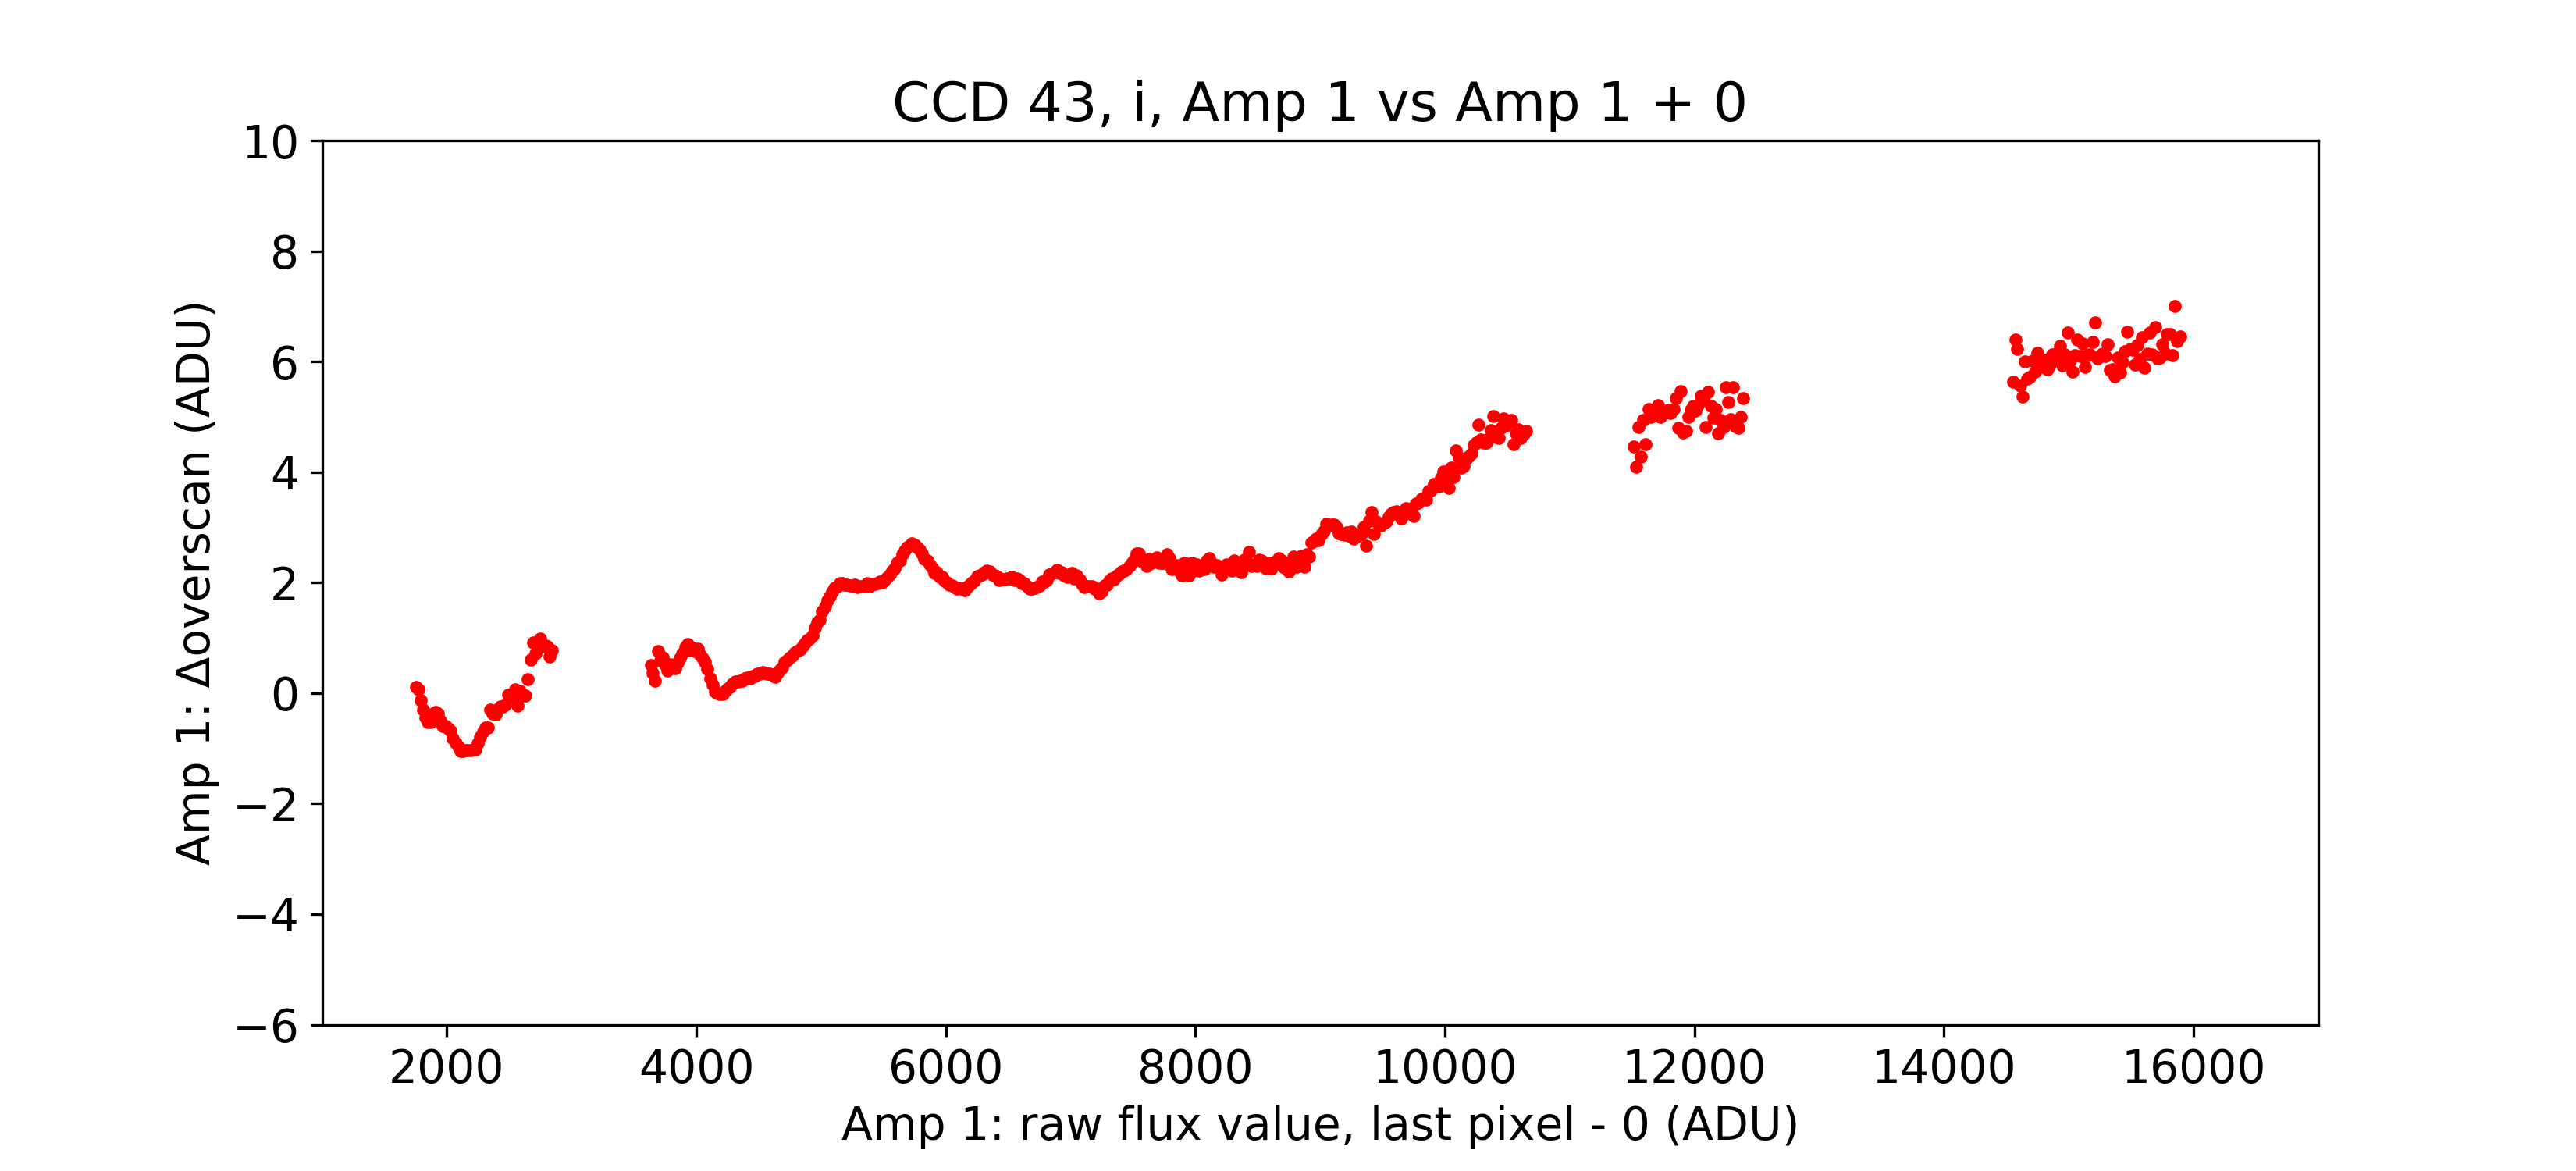 CCD 43, i, Amp 1 vs Amp 1 + 0
10
8
6
4
2
0
−2
−4
−6
Amp 1: Δoverscan (ADU)
2000 4000 6000 8000 10000 12000 14000 16000
Amp 1: raw flux value, last pixel - 0 (ADU)